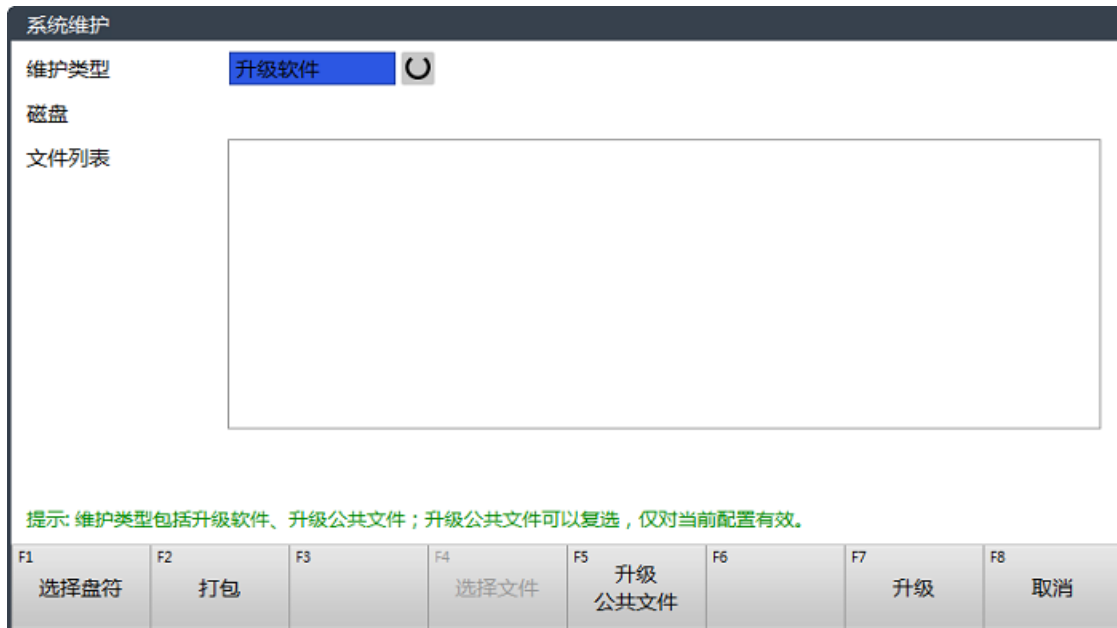 系统维护
维护类型 升级软件
磁盘
文件列表
提示: 维护类型包括升级软件、升级公共文件；升级公共文件可以复选，仅对当前配置有效。
F1 选择盘符
F2 打包
F3
F4 选择文件
F5 升级
公共文件
F6
F7 升级
F8 取消